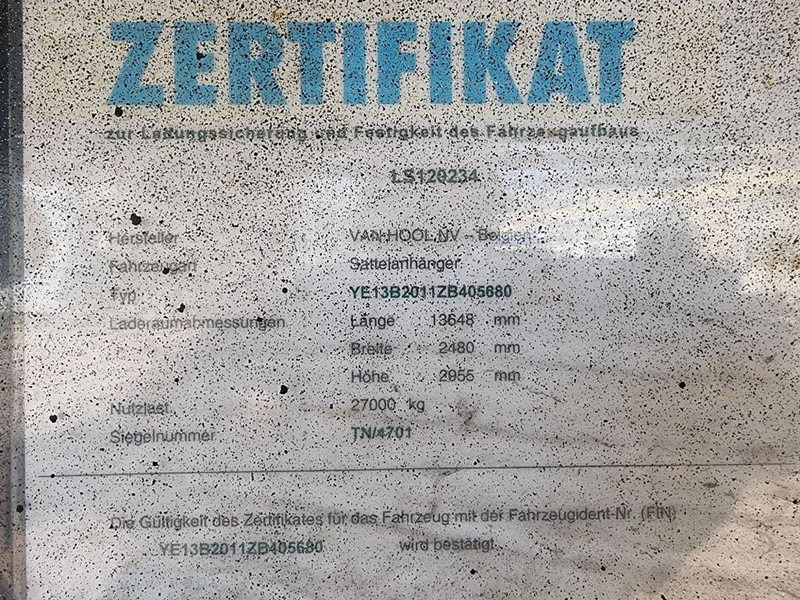 ZERTIFIKAT
zur Ladungssicherung und Festigkeit des Fahrzeugaufbaus
LS120234
Hersteller VAN HOOL NV – Belgien
Fahrzeugart Sattelanhänger
Typ YE13B2011ZB405680
Laderaumabmessungen Länge 13648 mm
Breite 2480 mm
Höhe 2955 mm
Nutzlast 27000 kg
Siegelnummer TN/4701
Die Gültigkeit des Zertifikates für das Fahrzeug mit der Fahrzeugident-Nr. (FIN)
YE13B2011ZB405680 wird bestätigt.